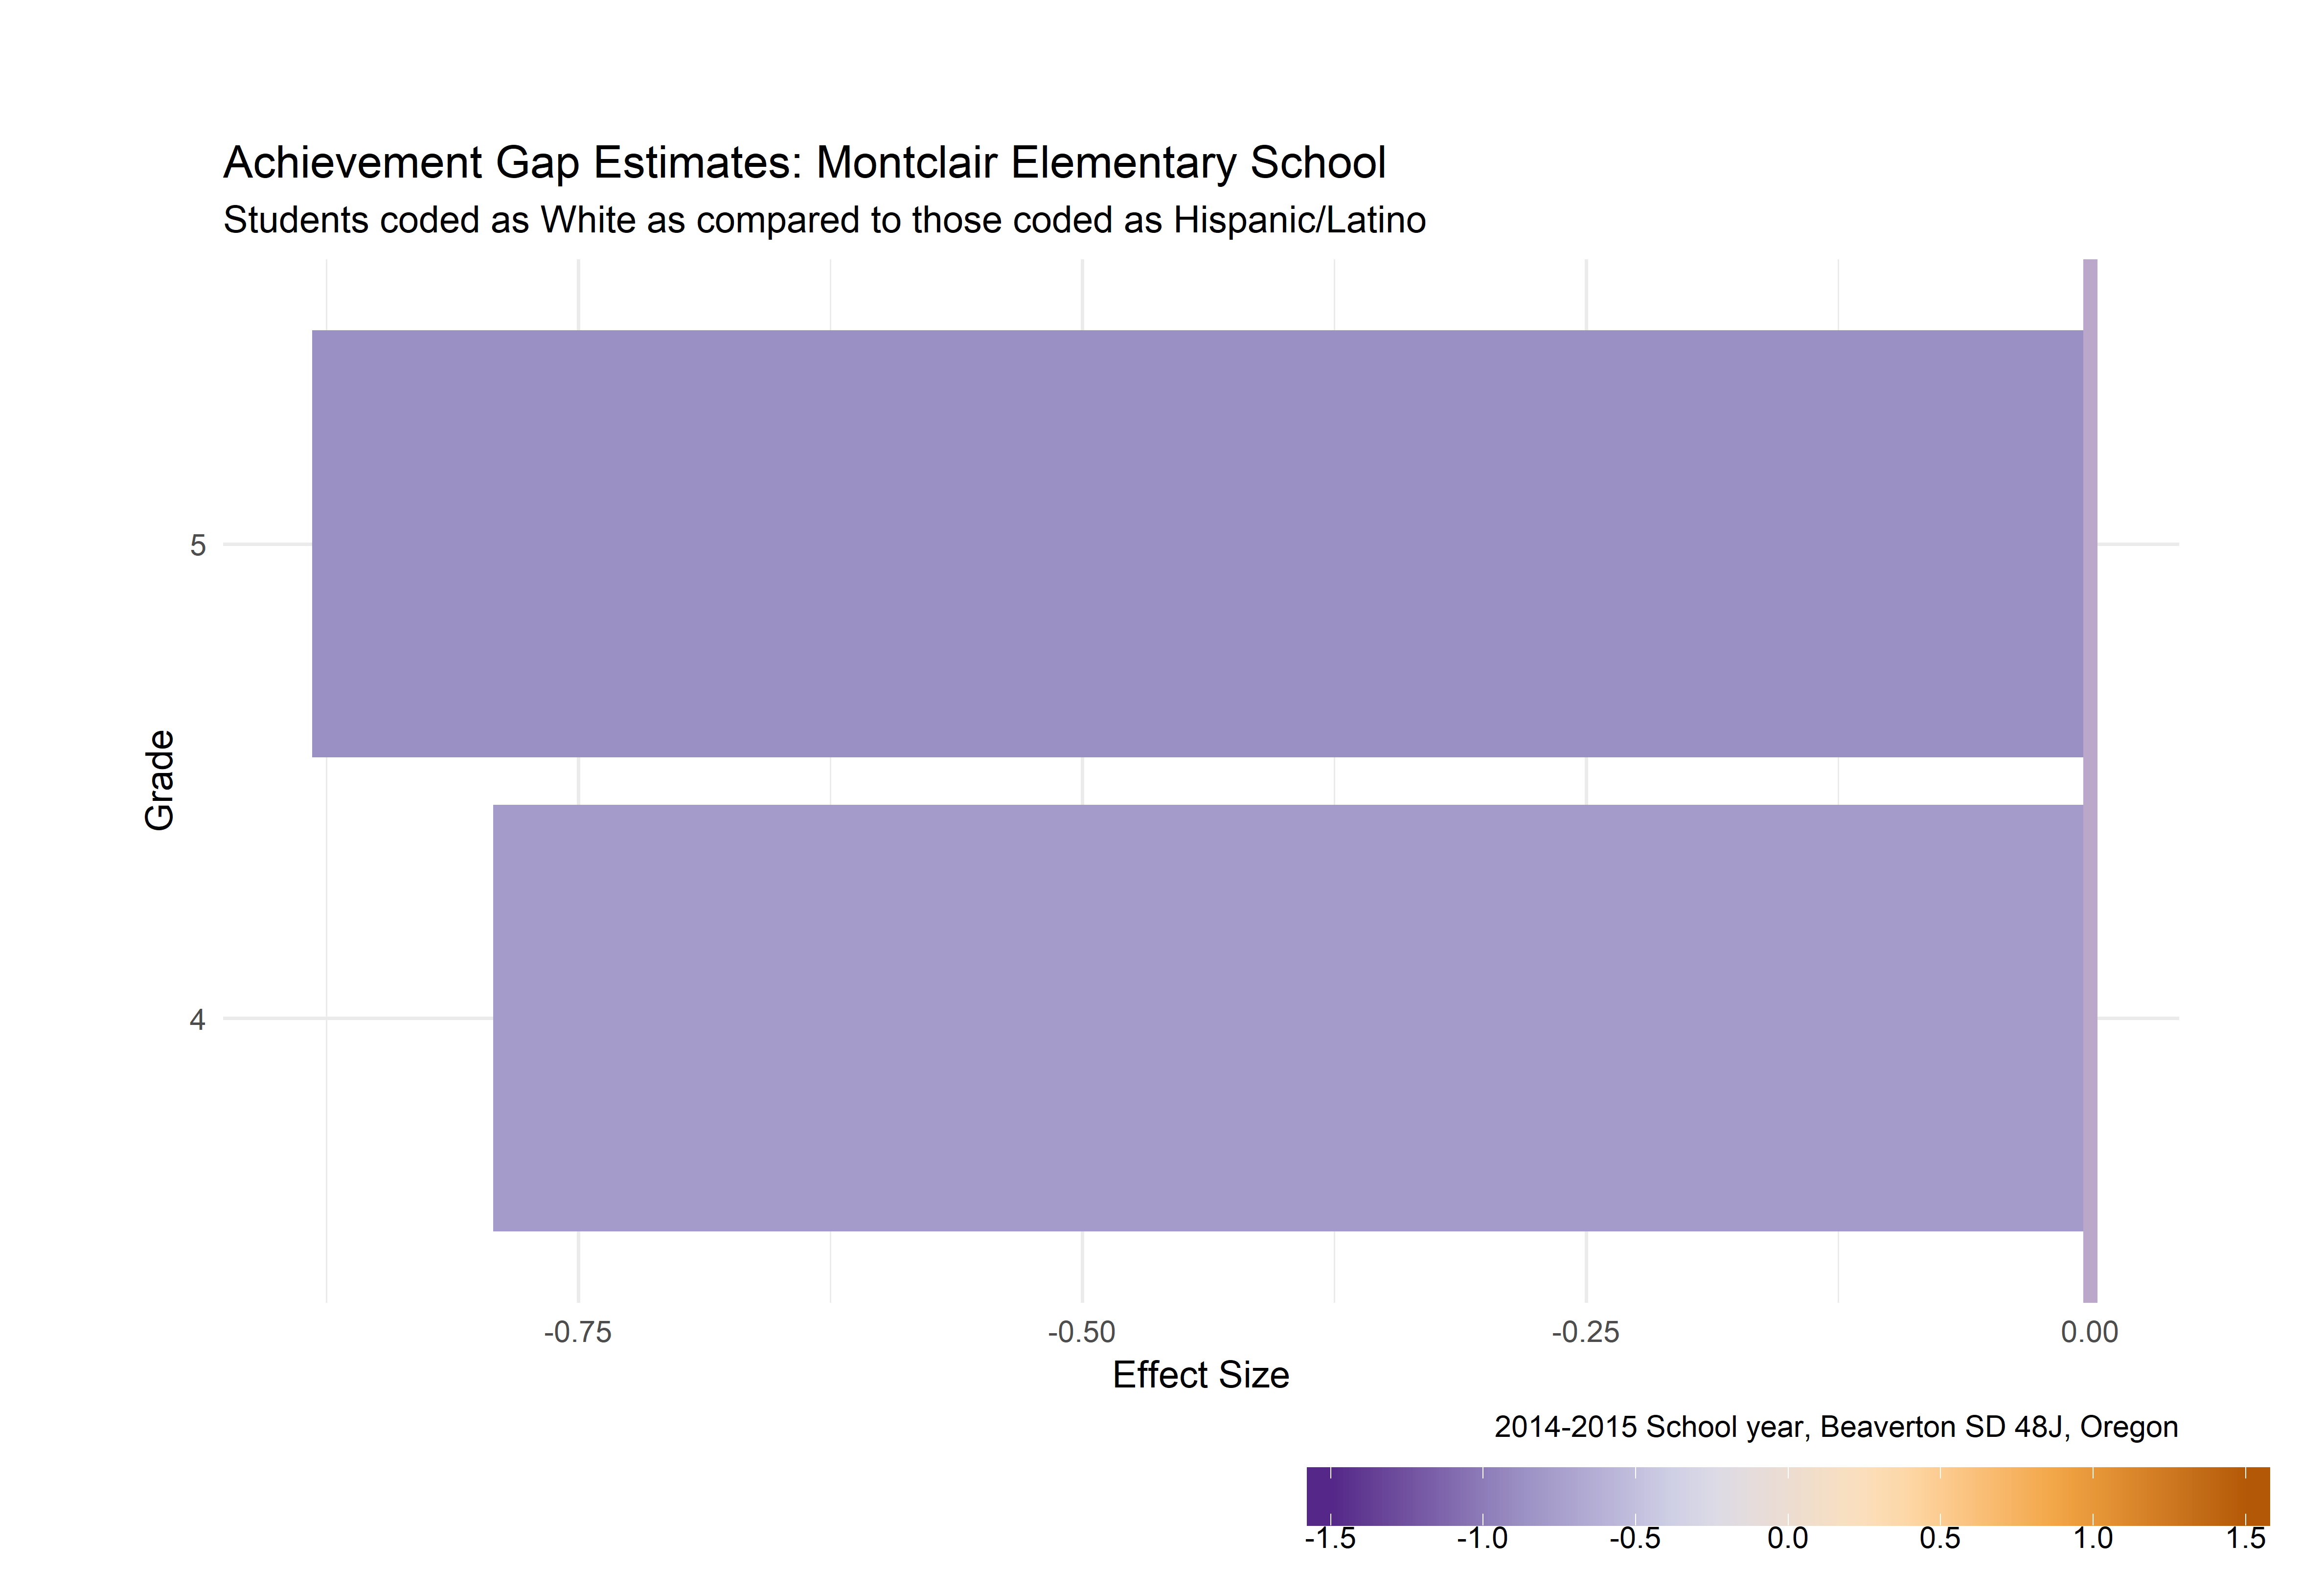 Achievement Gap Estimates: Montclair Elementary School
Students coded as White as compared to those coded as Hispanic/Latino
5
Grade
4
-0.75 -0.50 -0.25 0.00
Effect Size
2014-2015 School year, Beaverton SD 48J, Oregon
-1.5 -1.0 -0.5 0.0 0.5 1.0 1.5